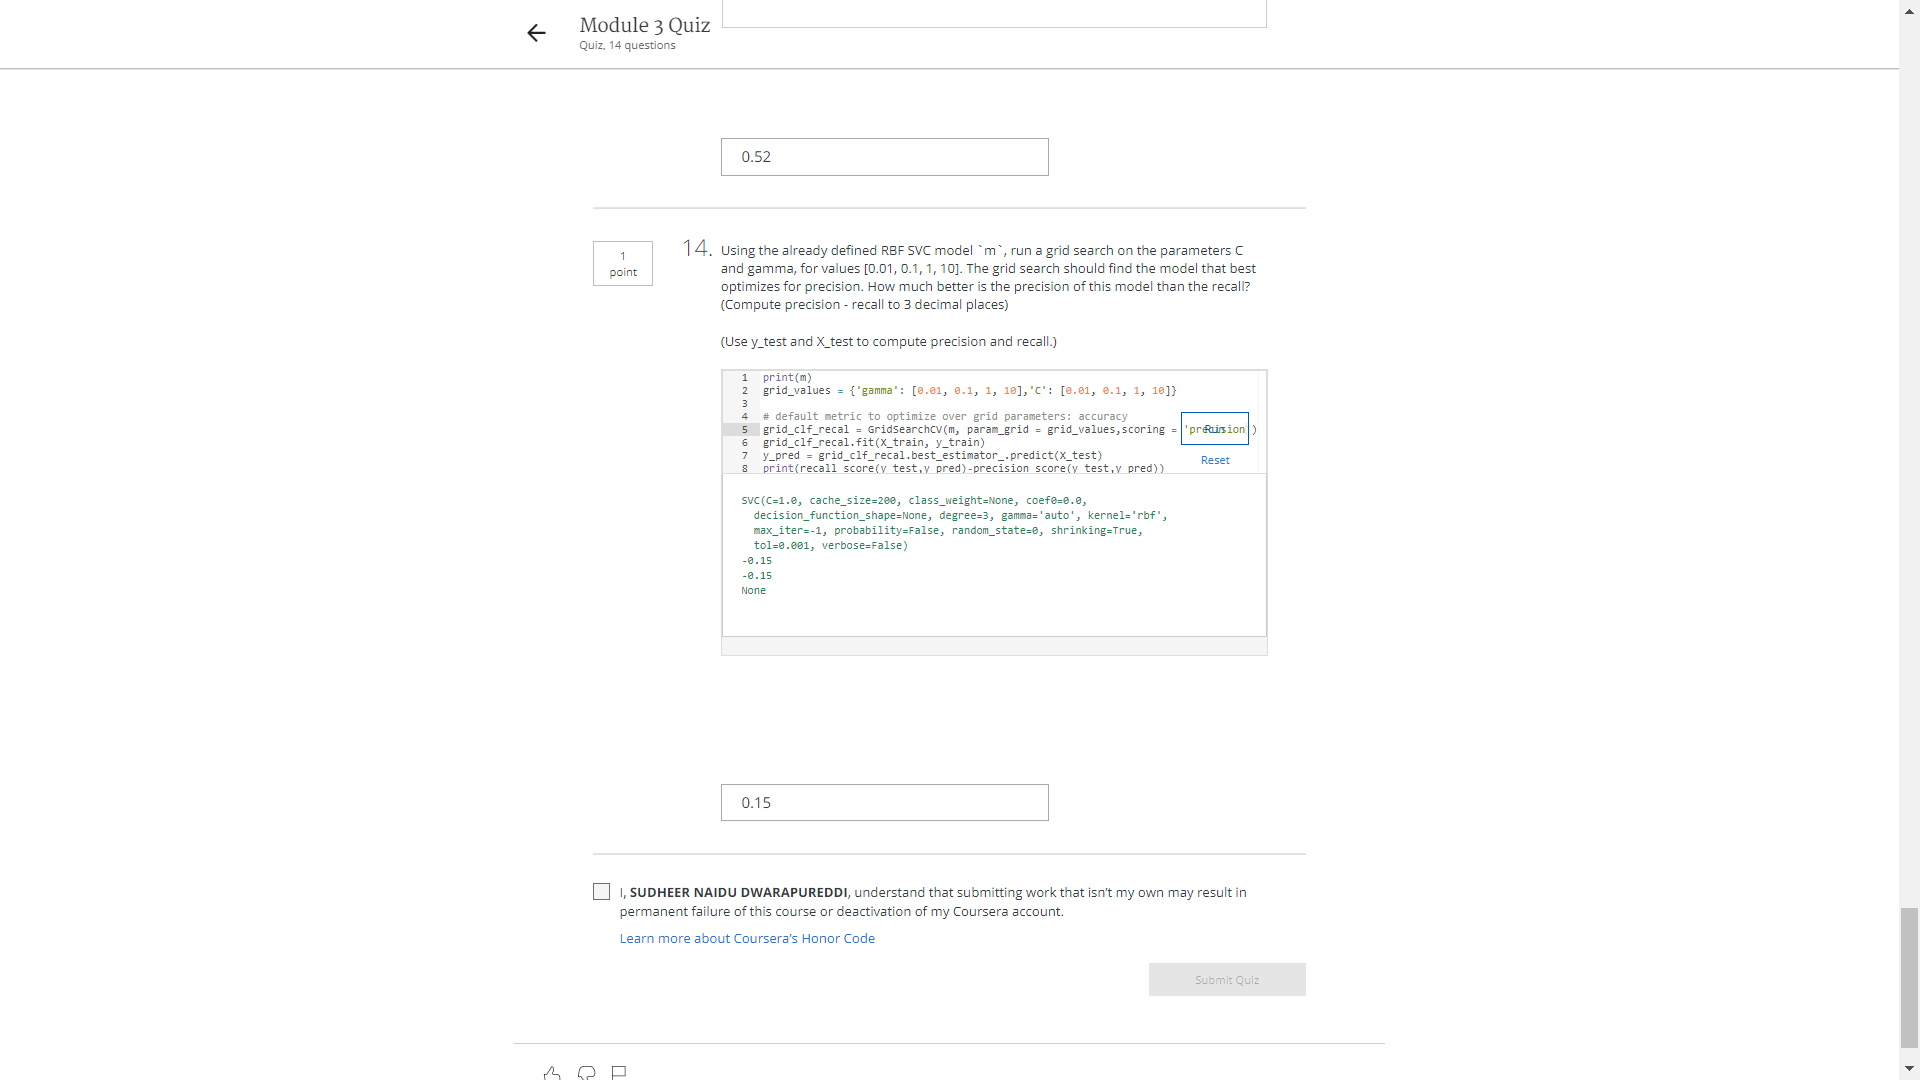 Module 3 Quiz
Quiz, 14 questions
0.52
1
point
14.
Using the already defined RBF SVC model `m`, run a grid search on the parameters C
and gamma, for values [0.01, 0.1, 1, 10]. The grid search should find the model that best
optimizes for precision. How much better is the precision of this model than the recall?
(Compute precision - recall to 3 decimal places)
(Use y_test and X_test to compute precision and recall.)
1 print(m)
2 grid_values = {'gamma': [0.01, 0.1, 1, 10],'C': [0.01, 0.1, 1, 10]}
3
4 # default metric to optimize over grid parameters: accuracy
5 grid_clf_recal = GridSearchCV(m, param_grid = grid_values,scoring = 'precision')
Run
6 grid_clf_recal.fit(X_train, y_train)
7 y_pred = grid_clf_recal.best_estimator_.predict(X_test)
Reset
8 print(recall_score(y_test,y_pred)-precision_score(y_test,y_pred))
SVC(C=1.0, cache_size=200, class_weight=None, coef0=0.0,
decision_function_shape=None, degree=3, gamma='auto', kernel='rbf',
max_iter=-1, probability=False, random_state=0, shrinking=True,
tol=0.001, verbose=False)
-0.15
-0.15
None
0.15
I, SUDHEER NAIDU DWARAPUREDDI, understand that submitting work that isn't my own may result in
permanent failure of this course or deactivation of my Coursera account.
Learn more about Coursera's Honor Code
Submit Quiz